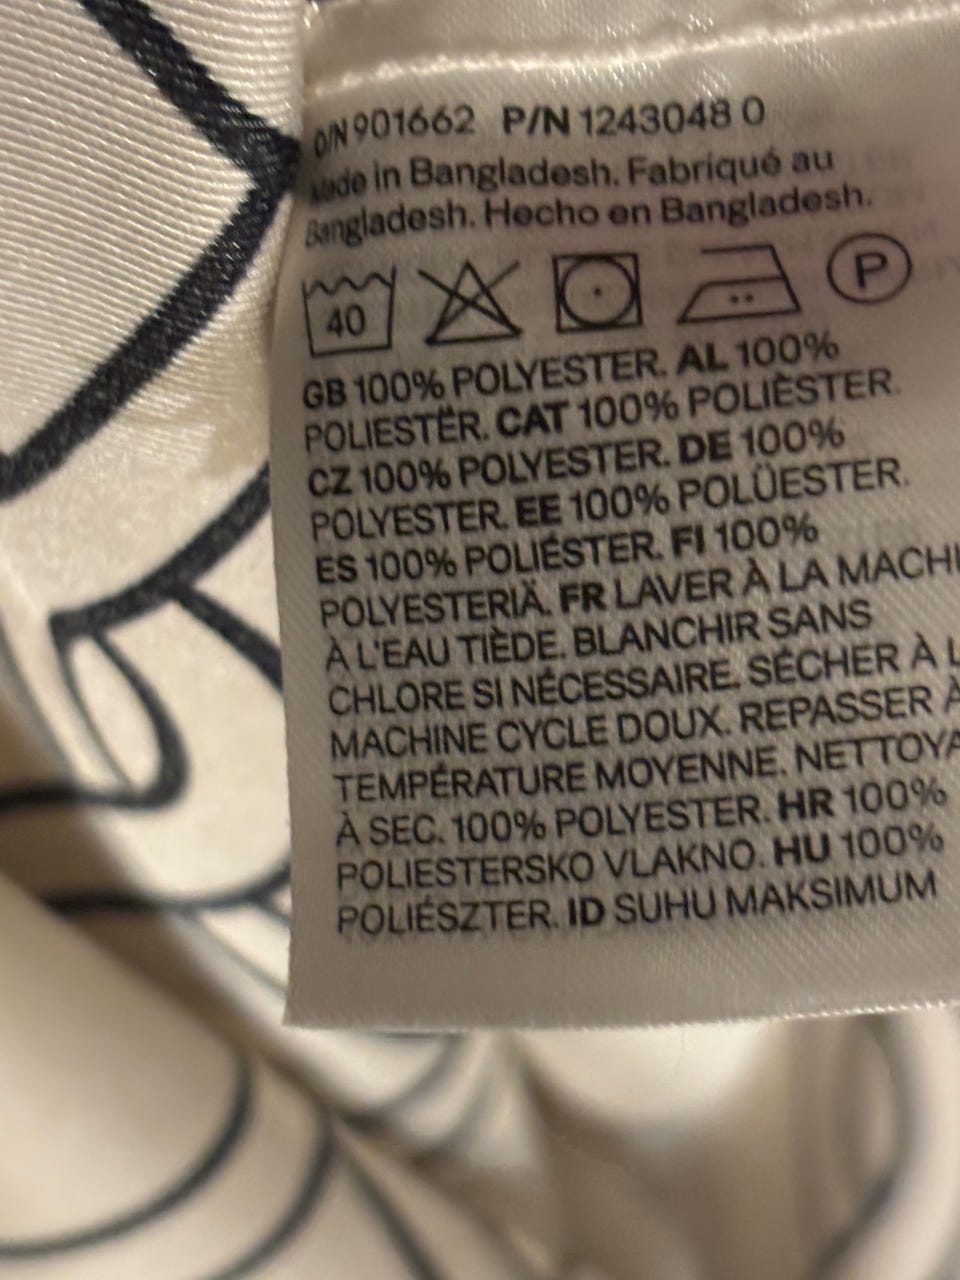 O/N 901662 P/N 1243048 0
Made in Bangladesh. Fabriqué au
Bangladesh. Hecho en Bangladesh.
40 P
GB 100% POLYESTER. AL 100%
POLIESTËR. CAT 100% POLIÈSTER.
CZ 100% POLYESTER. DE 100%
POLYESTER. EE 100% POLÜESTER.
ES 100% POLIÉSTER. FI 100%
POLYESTERIÄ. FR LAVER À LA MACHI
À L'EAU TIÈDE. BLANCHIR SANS
CHLORE SI NÉCESSAIRE. SÉCHER À L
MACHINE CYCLE DOUX. REPASSER À
TEMPÉRATURE MOYENNE. NETTOYA
À SEC. 100% POLYESTER. HR 100%
POLIESTERSKO VLAKNO. HU 100%
POLIÉSZTER. ID SUHU MAKSIMUM